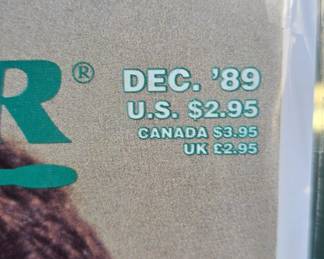 R®
DEC. '89
U.S. $2.95
CANADA $3.95
UK £2.95